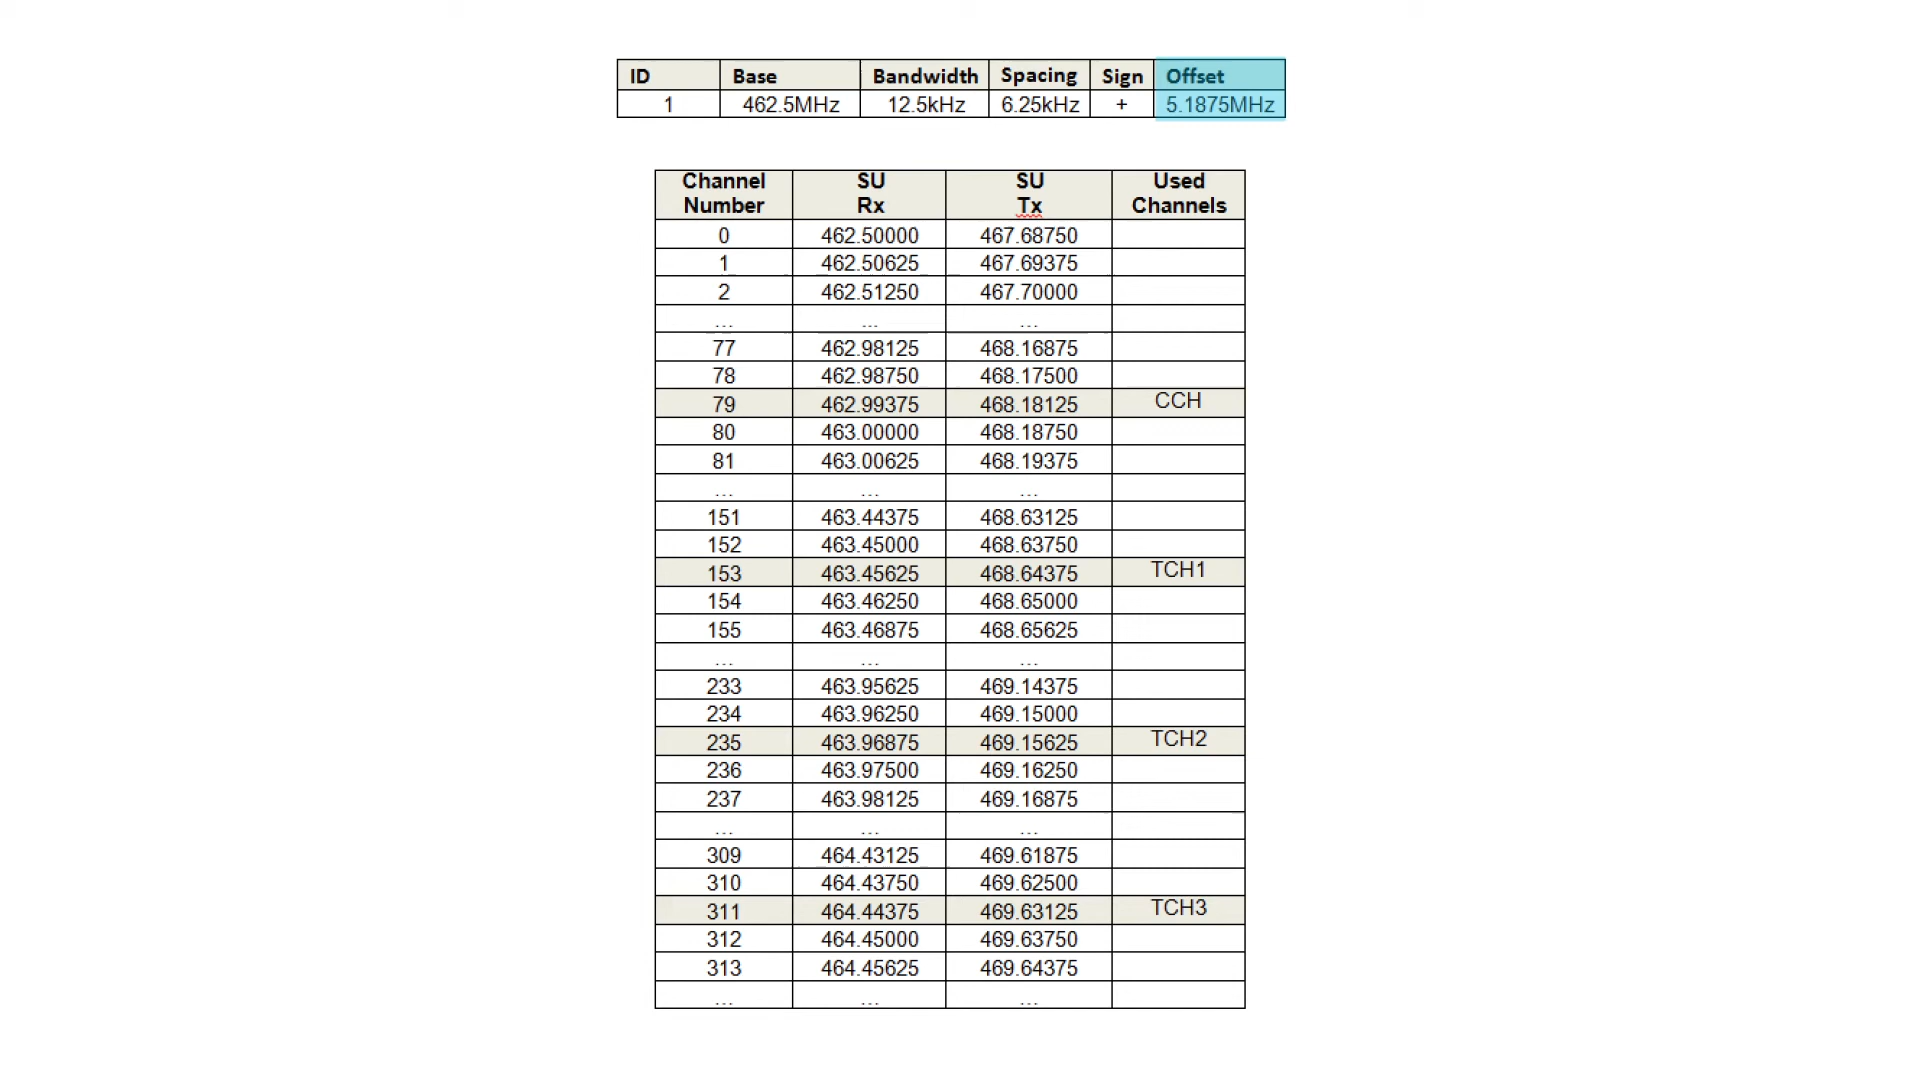 ID Base Bandwidth Spacing Sign Offset
1 462.5MHz 12.5kHz 6.25kHz + 5.1875MHz
Channel Number SU Rx SU Tx Used Channels
0 462.50000 467.68750
1 462.50625 467.69375
2 462.51250 467.70000
... ... ...
77 462.98125 468.16875
78 462.98750 468.17500
79 462.99375 468.18125 CCH
80 463.00000 468.18750
81 463.00625 468.19375
... ... ...
151 463.44375 468.63125
152 463.45000 468.63750
153 463.45625 468.64375 TCH1
154 463.46250 468.65000
155 463.46875 468.65625
... ... ...
233 463.95625 469.14375
234 463.96250 469.15000
235 463.96875 469.15625 TCH2
236 463.97500 469.16250
237 463.98125 469.16875
... ... ...
309 464.43125 469.61875
310 464.43750 469.62500
311 464.44375 469.63125 TCH3
312 464.45000 469.63750
313 464.45625 469.64375
... ... ...